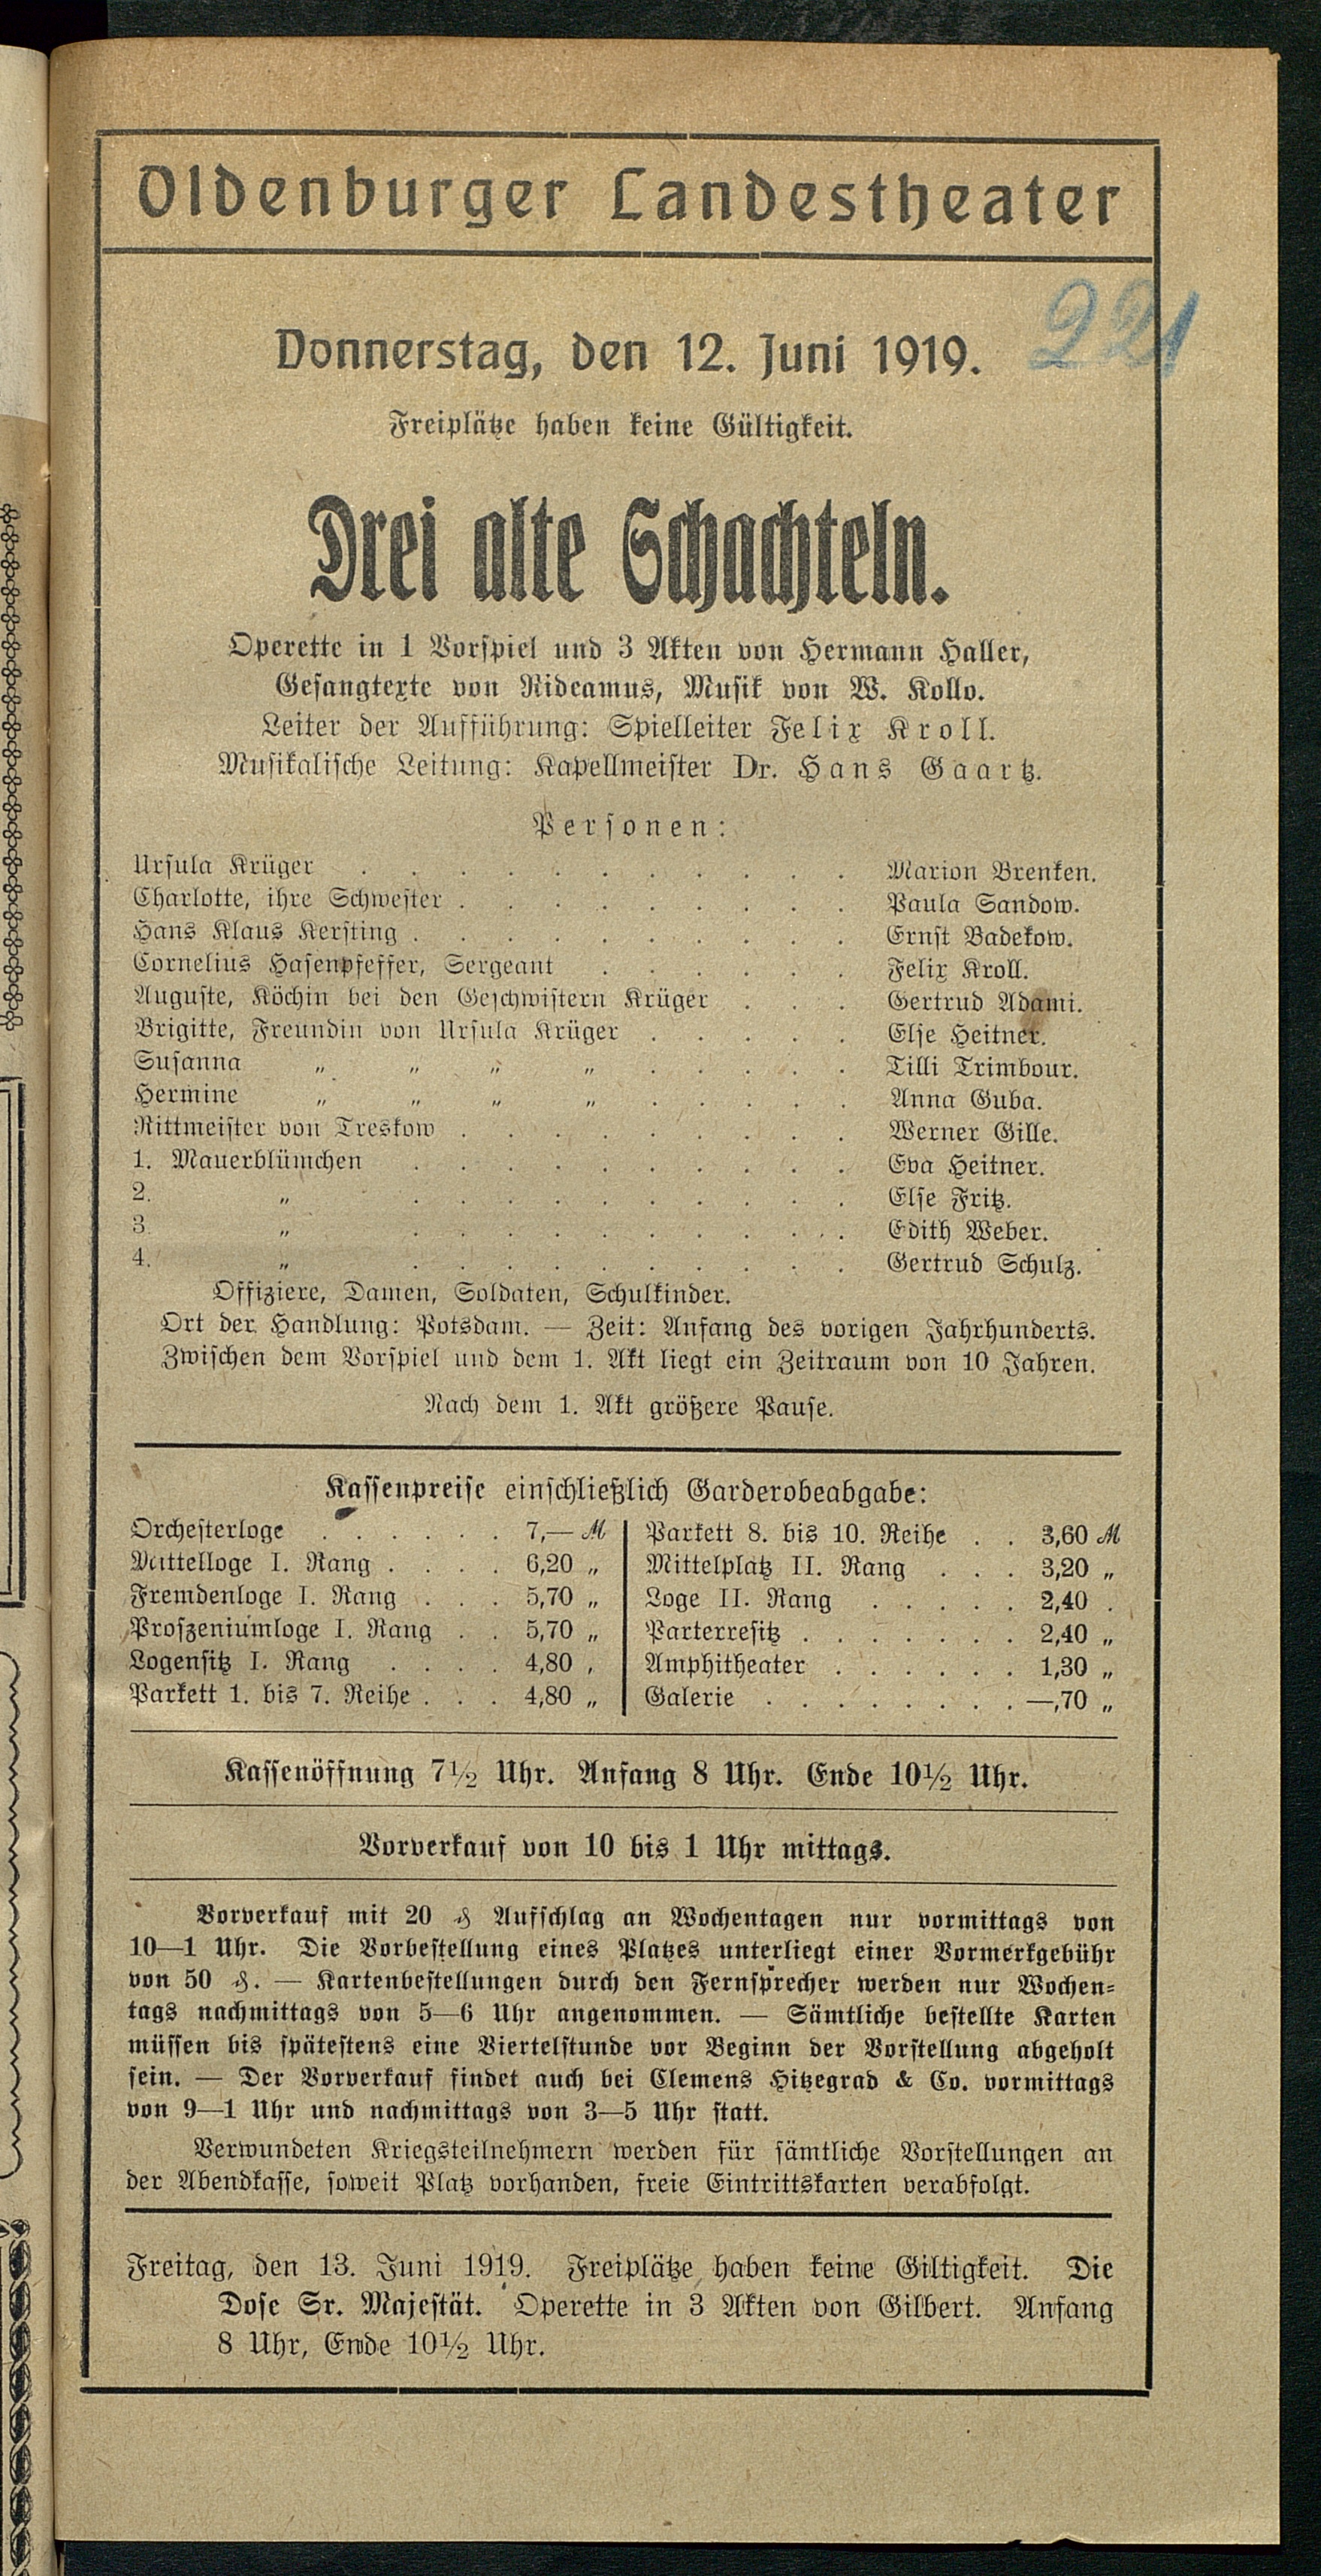 Oldenburger Landestheater
221
Donnerstag, den 12. Juni 1919.
Freiplätze haben keine Gültigkeit.
Drei alte Schachteln.
Operette in 1 Vorspiel und 3 Akten von Hermann Haller,
Gesangtexte von Rideamus, Musik von W. Kollo.
Leiter der Aufführung: Spielleiter Felix Kroll.
Musikalische Leitung: Kapellmeister Dr. Hans Gaartz.
Personen:
Ursula Krüger . . . . . . . . . . . Marion Brenken.
Charlotte, ihre Schwester . . . . . . . . . Paula Sandow.
Hans Klaus Kersting . . . . . . . . . . Ernst Badekow.
Cornelius Hasenpfeffer, Sergeant . . . . . . Felix Kroll.
Auguste, Köchin bei den Geschwistern Krüger . . . Gertrud Adami.
Brigitte, Freundin von Ursula Krüger . . . . . Else Heitner.
Susanna „ „ „ „ . . . . . Tilli Trimbour.
Hermine „ „ „ „ . . . . . Anna Guba.
Rittmeister von Treskow . . . . . . . . . Werner Gille.
1. Mauerblümchen . . . . . . . . . . Eva Heitner.
2. „ . . . . . . . . . . Else Fritz.
3. „ . . . . . . . . . . Edith Weber.
4. „ . . . . . . . . . . Gertrud Schulz.
Offiziere, Damen, Soldaten, Schulkinder.
Ort der Handlung: Potsdam. — Zeit: Anfang des vorigen Jahrhunderts.
Zwischen dem Vorspiel und dem 1. Akt liegt ein Zeitraum von 10 Jahren.
Nach dem 1. Akt größere Pause.
Kassenpreise einschließlich Garderobeabgabe:
Orchesterloge . . . . . . 7,— M
Mittelloge I. Rang . . . . 6,20 „
Fremdenloge I. Rang . . . 5,70 „
Proszeniumloge I. Rang . . 5,70 „
Logensitz I. Rang . . . . 4,80 „
Parkett 1. bis 7. Reihe . . . 4,80 „
Parkett 8. bis 10. Reihe . . 3,60 M
Mittelplatz II. Rang . . . 3,20 „
Loge II. Rang . . . . . 2,40 .
Parterresitz . . . . . . . 2,40 „
Amphitheater . . . . . . 1,30 „
Galerie . . . . . . . . —,70 „
Kassenöffnung 7½ Uhr. Anfang 8 Uhr. Ende 10½ Uhr.
Vorverkauf von 10 bis 1 Uhr mittags.
Vorverkauf mit 20 ₰ Aufschlag an Wochentagen nur vormittags von
10—1 Uhr. Die Vorbestellung eines Platzes unterliegt einer Vormerkgebühr
von 50 ₰. — Kartenbestellungen durch den Fernsprecher werden nur Wochen-
tags nachmittags von 5—6 Uhr angenommen. — Sämtliche bestellte Karten
müssen bis spätestens eine Viertelstunde vor Beginn der Vorstellung abgeholt
sein. — Der Vorverkauf findet auch bei Clemens Hitzegrad & Co. vormittags
von 9—1 Uhr und nachmittags von 3—5 Uhr statt.
Verwundeten Kriegsteilnehmern werden für sämtliche Vorstellungen an
der Abendkasse, soweit Platz vorhanden, freie Eintrittskarten verabfolgt.
Freitag, den 13. Juni 1919. Freiplätze haben keine Giltigkeit. Die
Dose Sr. Majestät. Operette in 3 Akten von Gilbert. Anfang
8 Uhr, Ende 10½ Uhr.